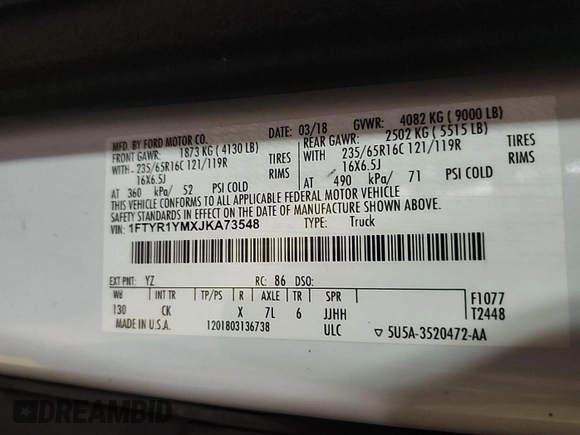 MFD. BY FORD MOTOR CO. DATE: 03/18 GVWR: 4082 KG ( 9000 LB)
FRONT GAWR: 1873 KG ( 4130 LB) REAR GAWR: 2502 KG ( 5515 LB)
WITH 235/65R16C 121/119R TIRES WITH 235/65R16C 121/119R TIRES
16X6.5J RIMS 16X6.5J RIMS
AT 360 kPa/ 52 PSI COLD AT 490 kPa/ 71 PSI COLD
THIS VEHICLE CONFORMS TO ALL APPLICABLE FEDERAL MOTOR VEHICLE
SAFETY STANDARDS IN EFFECT ON THE DATE OF MANUFACTURE SHOWN ABOVE.
VIN: 1FTYR1YMXJKA73548 TYPE: Truck
EXT PNT: YZ RC: 86 DSO:
WB INT TR TP/PS R AXLE TR SPR F1077
130 CK X 7L 6 JJHH T2448
MADE IN U.S.A. 1201803136738 ULC ▽ 5U5A-3520472-AA
DREAMBID